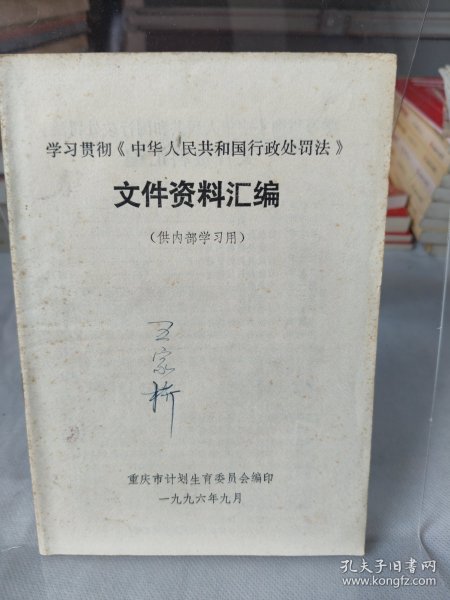 学习贯彻《中华人民共和国行政处罚法》
文件资料汇编
（供内部学习用）
王家桥
重庆市计划生育委员会编印
一九九六年九月
孔夫子旧书网
www.kongfz.com